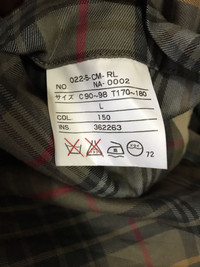 022-5-CM-RL
NO NA-0002
サイズ C90~98 T170~180
L
COL. 150
INS. 362263
72